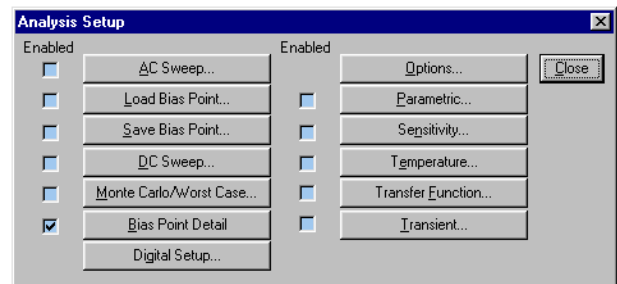 Analysis Setup
Enabled
Enabled
AC Sweep...
Options...
Close
Load Bias Point...
Parametric...
Save Bias Point...
Sensitivity...
DC Sweep...
Temperature...
Monte Carlo/Worst Case...
Transfer Function...
Bias Point Detail
Transient...
Digital Setup...